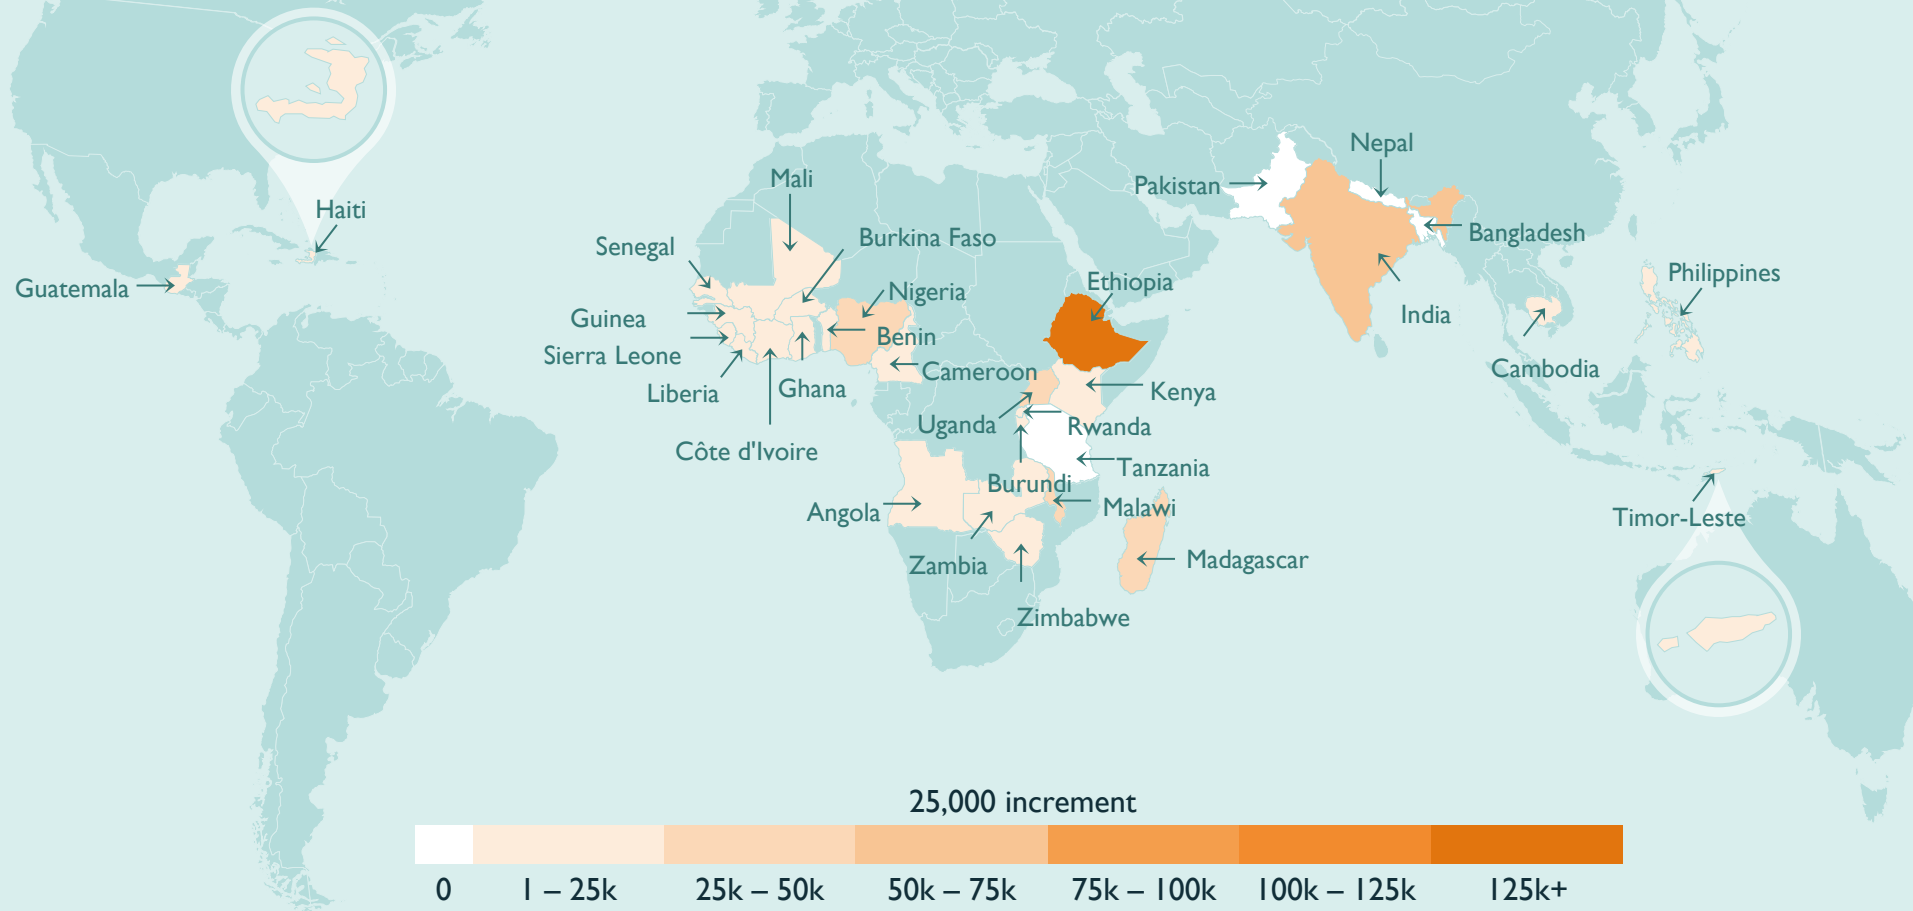 Nepal
Mali
Pakistan
Haiti
Bangladesh
Burkina Faso
Senegal
Philippines
Ethiopia
Guatemala
Nigeria
India
Guinea
Benin
Sierra Leone
Cambodia
Cameroon
Ghana
Kenya
Liberia
Uganda
Rwanda
Côte d'Ivoire
Tanzania
Burundi
Malawi
Angola
Timor-Leste
Madagascar
Zambia
Zimbabwe
25,000 increment
0
1 – 25k
25k – 50k
50k – 75k
75k – 100k
100k – 125k
125k+